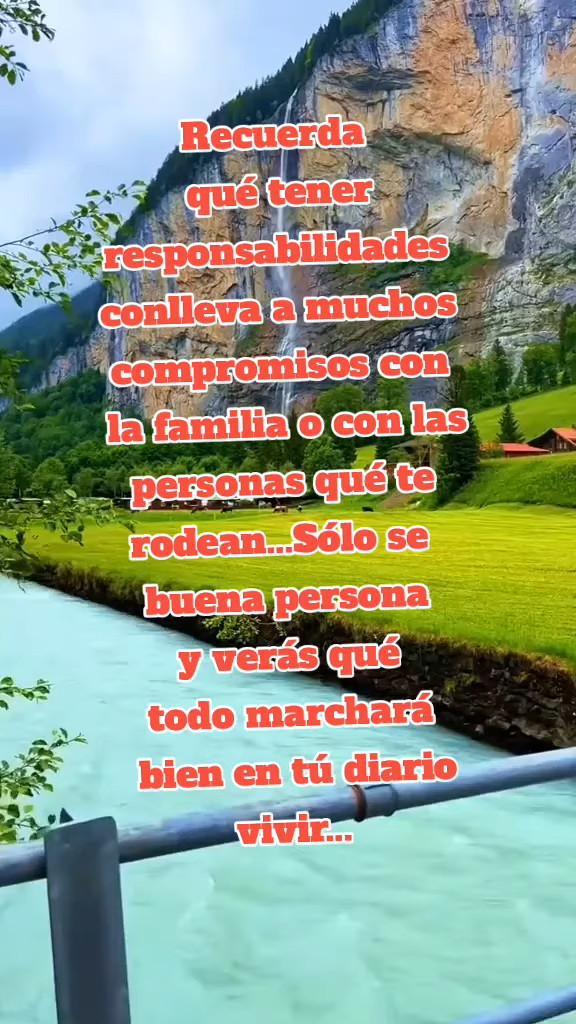 Recuerda
qué tener
responsabilidades
conlleva a muchos
compromisos con
la familia o con las
personas qué te
rodean...Sólo se
buena persona
y verás qué
todo marchará
bien en tú diario
vivir...